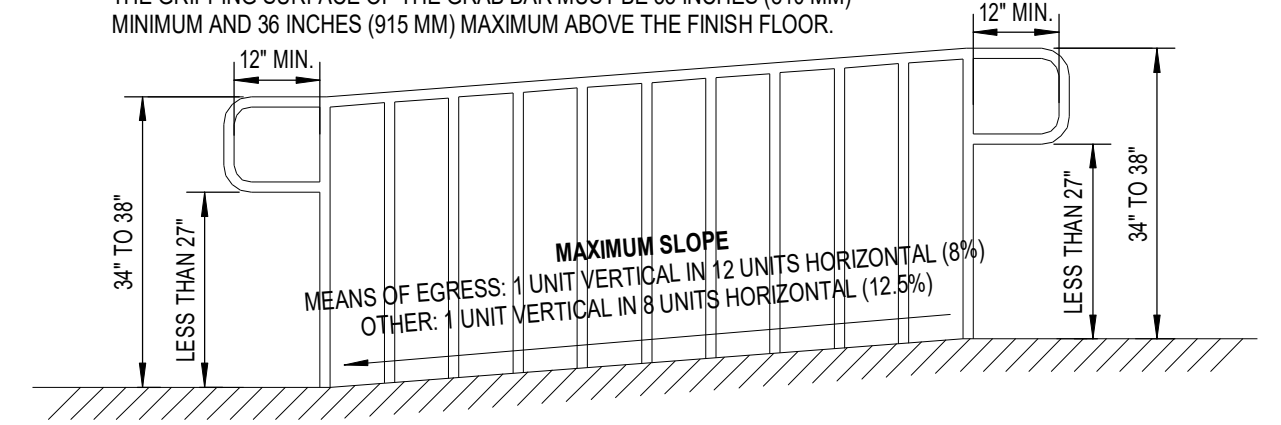 MINIMUM AND 36 INCHES (915 MM) MAXIMUM ABOVE THE FINISH FLOOR.
12" MIN.
12" MIN.
34" TO 38"
LESS THAN 27"
MAXIMUM SLOPE
MEANS OF EGRESS: 1 UNIT VERTICAL IN 12 UNITS HORIZONTAL (8%)
OTHER: 1 UNIT VERTICAL IN 8 UNITS HORIZONTAL (12.5%)
LESS THAN 27"
34" TO 38"